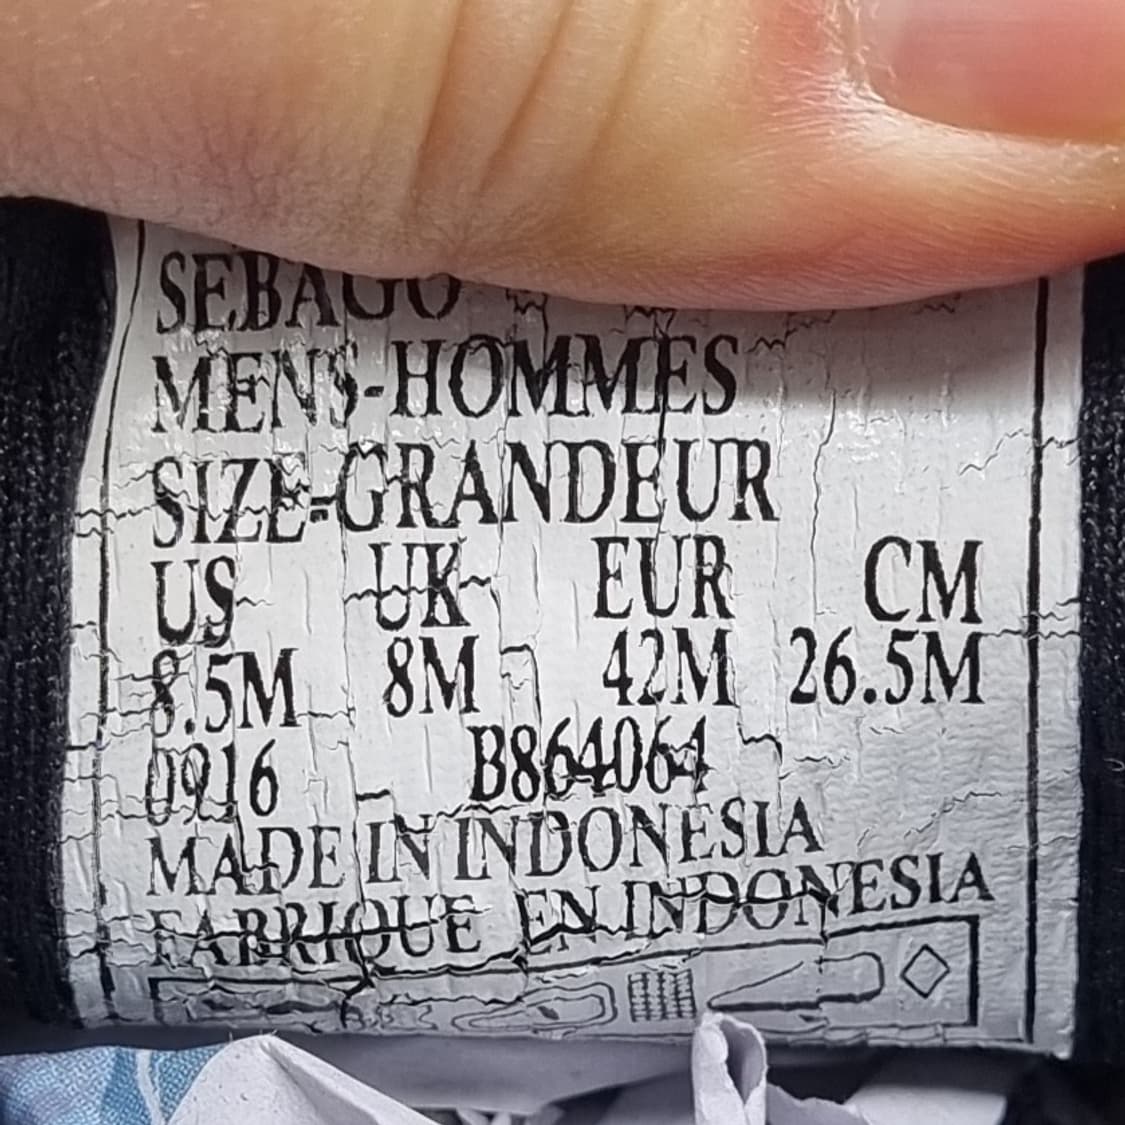 SEBAGO
MENS-HOMMES
SIZE-GRANDEUR
US UK EUR CM
8.5M 8M 42M 26.5M
0916 B864064
MADE IN INDONESIA
FABRIQUE EN INDONESIA